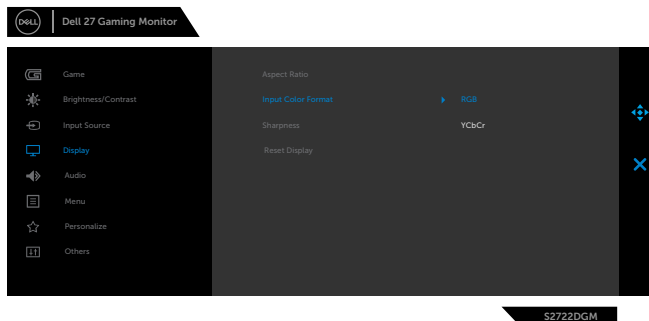 DELL
Dell 27 Gaming Monitor
Game
Aspect Ratio
Brightness/Contrast
Input Color Format
RGB
Input Source
Sharpness
YCbCr
Display
Reset Display
Audio
Menu
Personalize
Others
S2722DGM